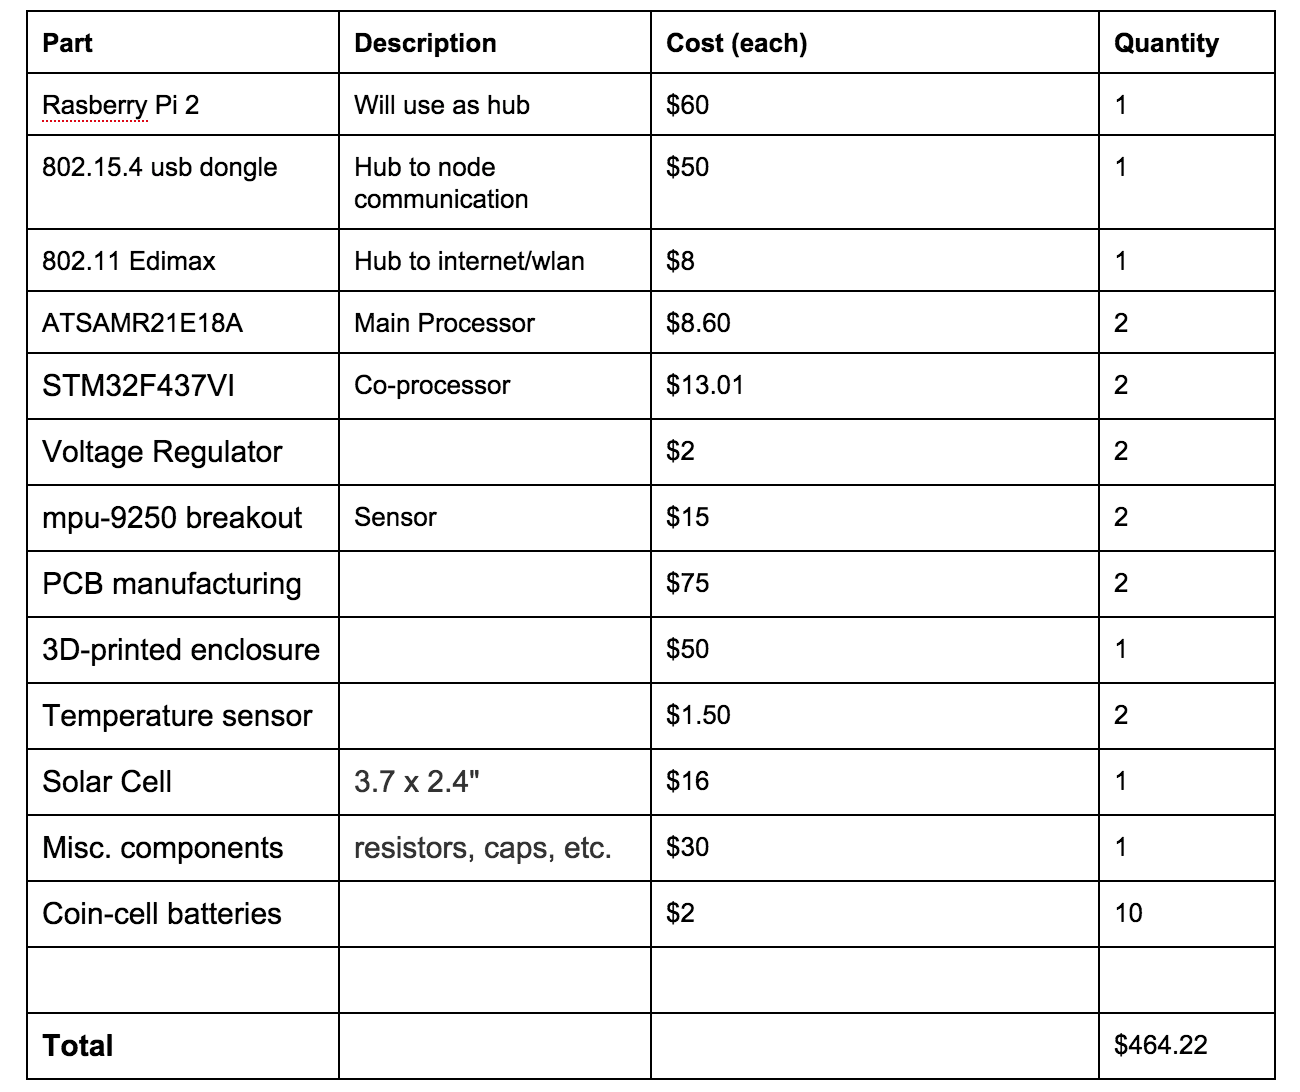 Part Description Cost (each) Quantity
Rasberry Pi 2 Will use as hub $60 1
802.15.4 usb dongle Hub to node $50 1
communication
802.11 Edimax Hub to internet/wlan $8 1
ATSAMR21E18A Main Processor $8.60 2
STM32F437VI Co-processor $13.01 2
Voltage Regulator $2 2
mpu-9250 breakout Sensor $15 2
PCB manufacturing $75 2
3D-printed enclosure $50 1
Temperature sensor $1.50 2
Solar Cell 3.7 x 2.4" $16 1
Misc. components resistors, caps, etc. $30 1
Coin-cell batteries $2 10
Total $464.22